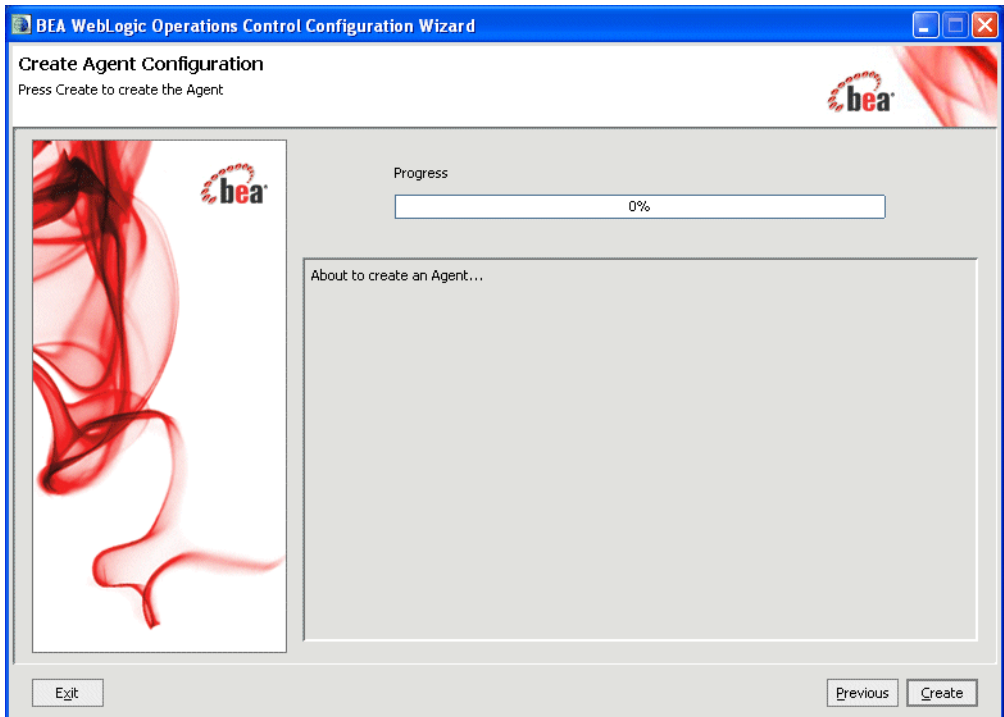 BEA WebLogic Operations Control Configuration Wizard
Create Agent Configuration
Press Create to create the Agent
bea
bea
Progress
0%
About to create an Agent...
Exit
Previous
Create